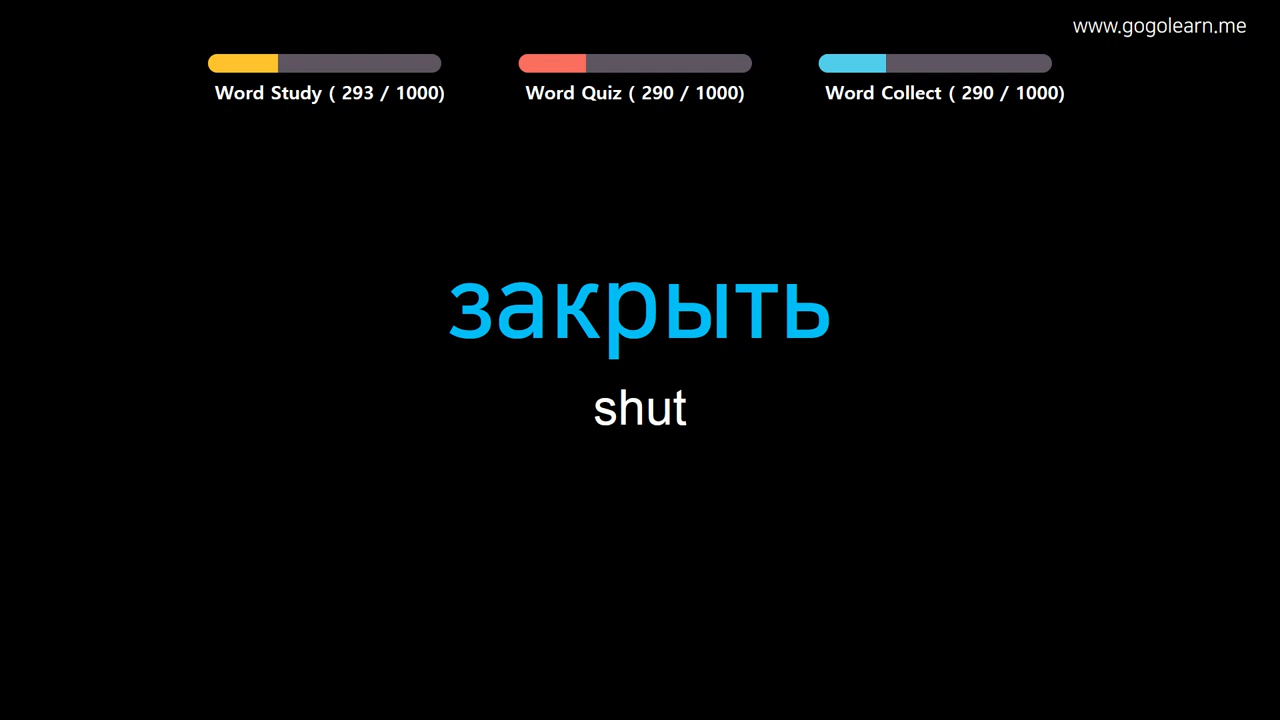 www.gogolearn.me
Word Study ( 293 / 1000)
Word Quiz ( 290 / 1000)
Word Collect ( 290 / 1000)
закрыть
shut